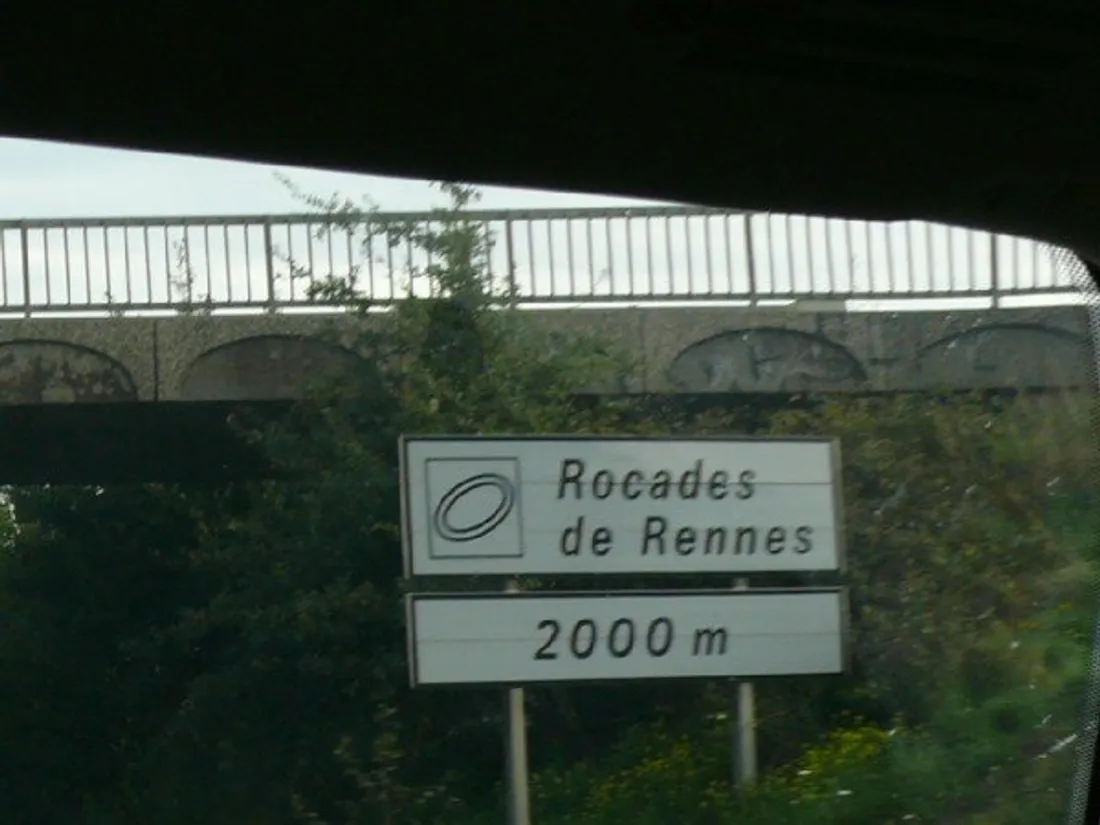 Rocades
de Rennes
2000 m